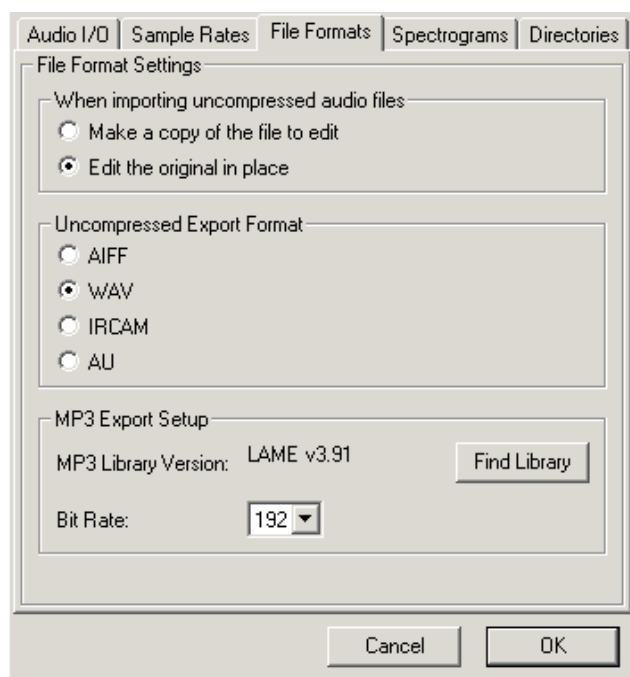 Audio I/O Sample Rates File Formats Spectrograms Directories
File Format Settings
When importing uncompressed audio files
Make a copy of the file to edit
Edit the original in place
Uncompressed Export Format
AIFF
WAV
IRCAM
AU
MP3 Export Setup
MP3 Library Version: LAME v3.91 Find Library
Bit Rate: 192
Cancel OK